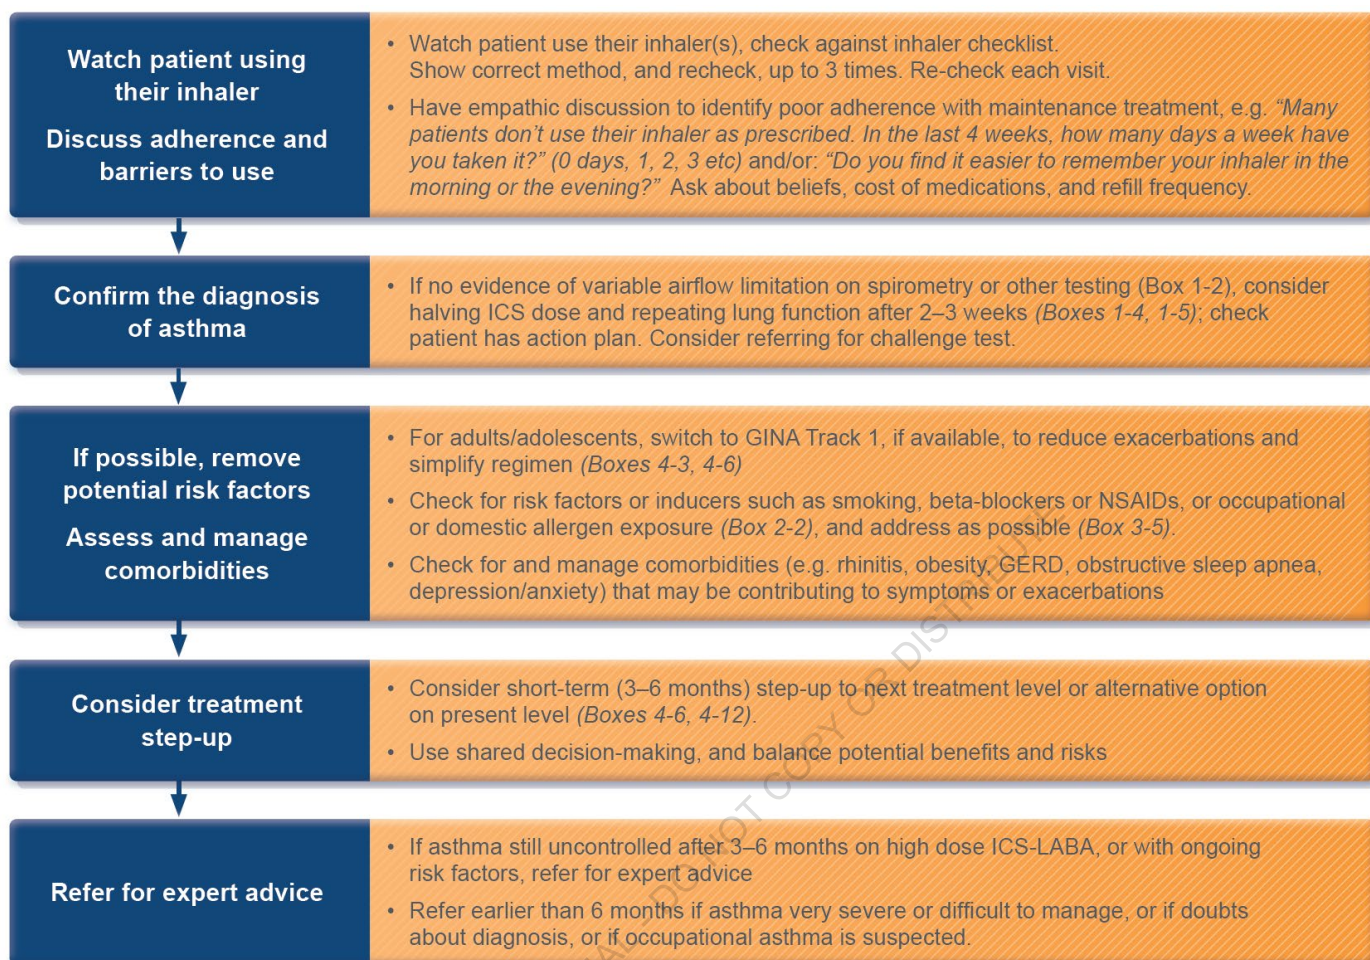 Watch patient using
their inhaler
Discuss adherence and
barriers to use
• Watch patient use their inhaler(s), check against inhaler checklist.
Show correct method, and recheck, up to 3 times. Re-check each visit.
• Have empathic discussion to identify poor adherence with maintenance treatment, e.g. “Many
patients don’t use their inhaler as prescribed. In the last 4 weeks, how many days a week have
you taken it?” (0 days, 1, 2, 3 etc) and/or: “Do you find it easier to remember your inhaler in the
morning or the evening?” Ask about beliefs, cost of medications, and refill frequency.
Confirm the diagnosis
of asthma
• If no evidence of variable airflow limitation on spirometry or other testing (Box 1-2), consider
halving ICS dose and repeating lung function after 2–3 weeks (Boxes 1-4, 1-5); check
patient has action plan. Consider referring for challenge test.
If possible, remove
potential risk factors
Assess and manage
comorbidities
• For adults/adolescents, switch to GINA Track 1, if available, to reduce exacerbations and
simplify regimen (Boxes 4-3, 4-6)
• Check for risk factors or inducers such as smoking, beta-blockers or NSAIDs, or occupational
or domestic allergen exposure (Box 2-2), and address as possible (Box 3-5).
• Check for and manage comorbidities (e.g. rhinitis, obesity, GERD, obstructive sleep apnea,
depression/anxiety) that may be contributing to symptoms or exacerbations
Consider treatment
step-up
• Consider short-term (3–6 months) step-up to next treatment level or alternative option
on present level (Boxes 4-6, 4-12).
• Use shared decision-making, and balance potential benefits and risks
Refer for expert advice
• If asthma still uncontrolled after 3–6 months on high dose ICS-LABA, or with ongoing
risk factors, refer for expert advice
• Refer earlier than 6 months if asthma very severe or difficult to manage, or if doubts
about diagnosis, or if occupational asthma is suspected.
DO NOT COPY OR DISTRIBUTE